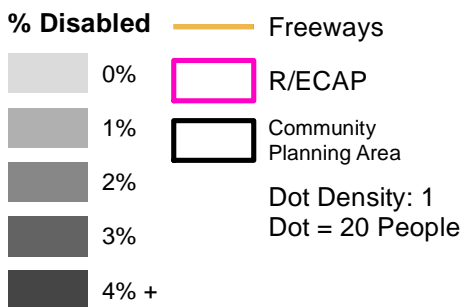 % Disabled
0%
1%
2%
3%
4% +
Freeways
R/ECAP
Community
Planning Area
Dot Density: 1
Dot = 20 People